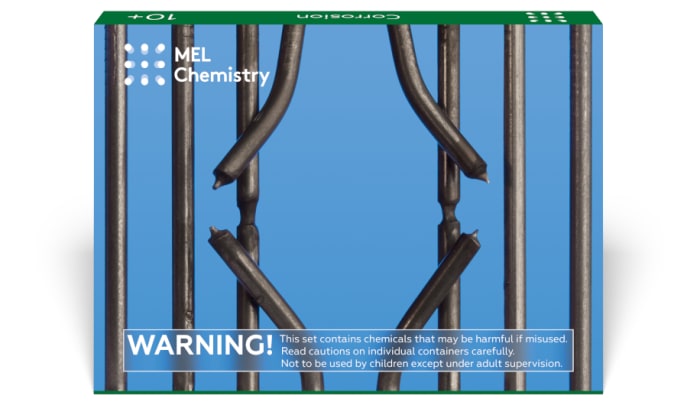 10+
Corrosion
MEL
Chemistry
WARNING!
This set contains chemicals that may be harmful if misused.
Read cautions on individual containers carefully.
Not to be used by children except under adult supervision.